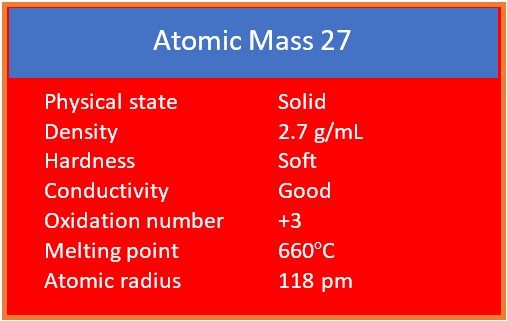 Atomic Mass 27
Physical state Solid
Density 2.7 g/mL
Hardness Soft
Conductivity Good
Oxidation number +3
Melting point 660°C
Atomic radius 118 pm